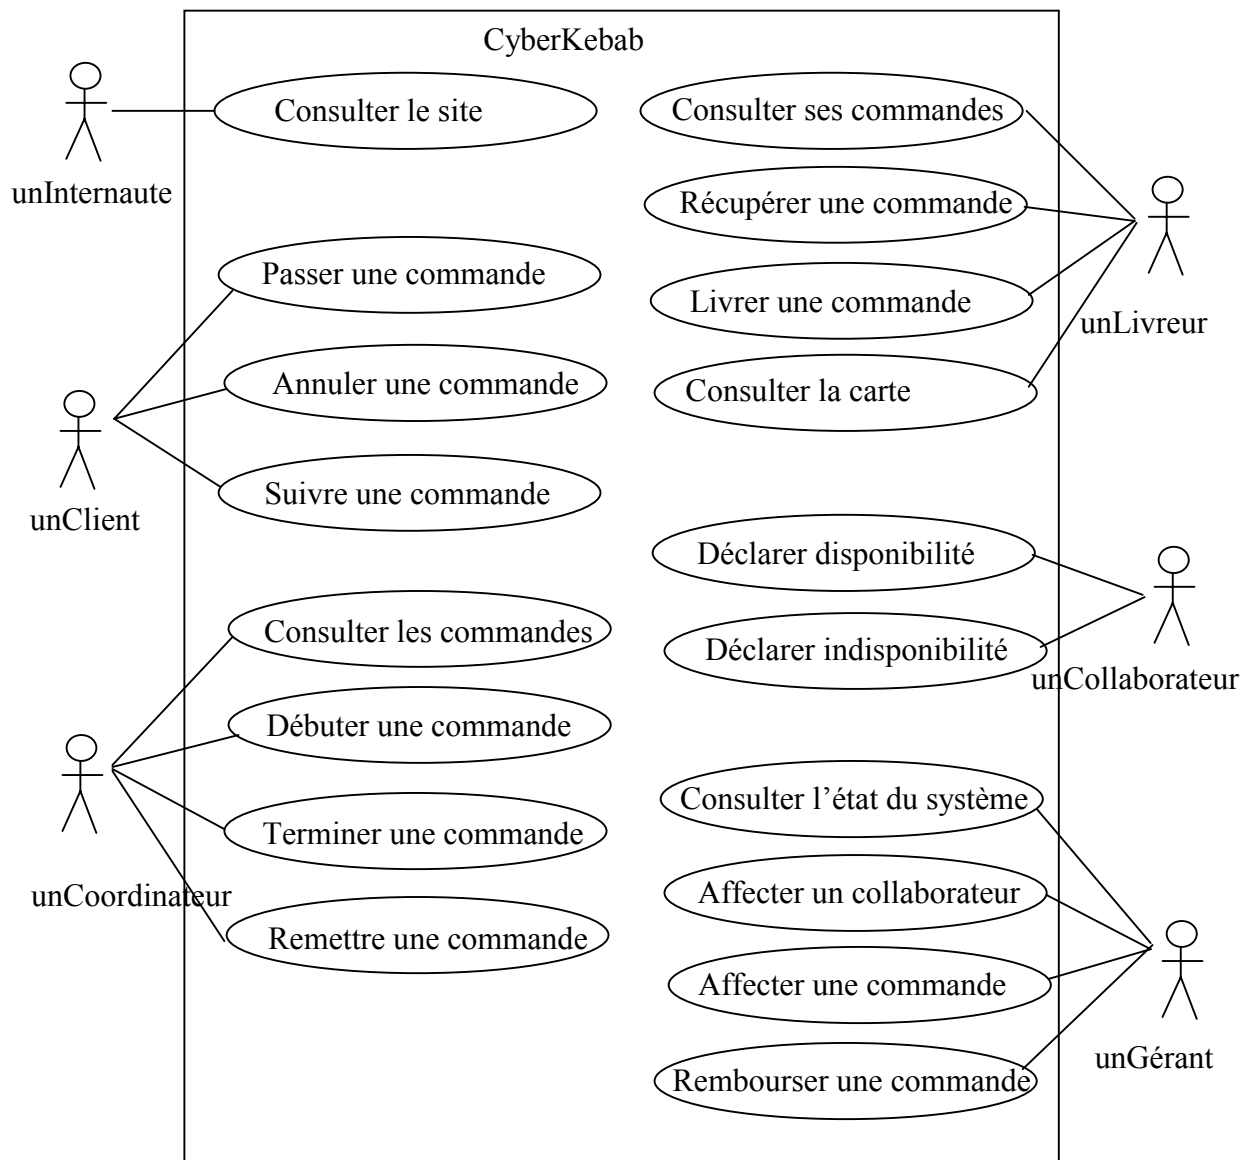 CyberKebab
unInternaute
Consulter le site
Passer une commande
Annuler une commande
Suivre une commande
unClient
Consulter les commandes
Débuter une commande
Terminer une commande
Remettre une commande
unCoordinateur
Consulter ses commandes
Récupérer une commande
Livrer une commande
Consulter la carte
unLivreur
Déclarer disponibilité
Déclarer indisponibilité
unCollaborateur
Consulter l’état du système
Affecter un collaborateur
Affecter une commande
Rembourser une commande
unGérant